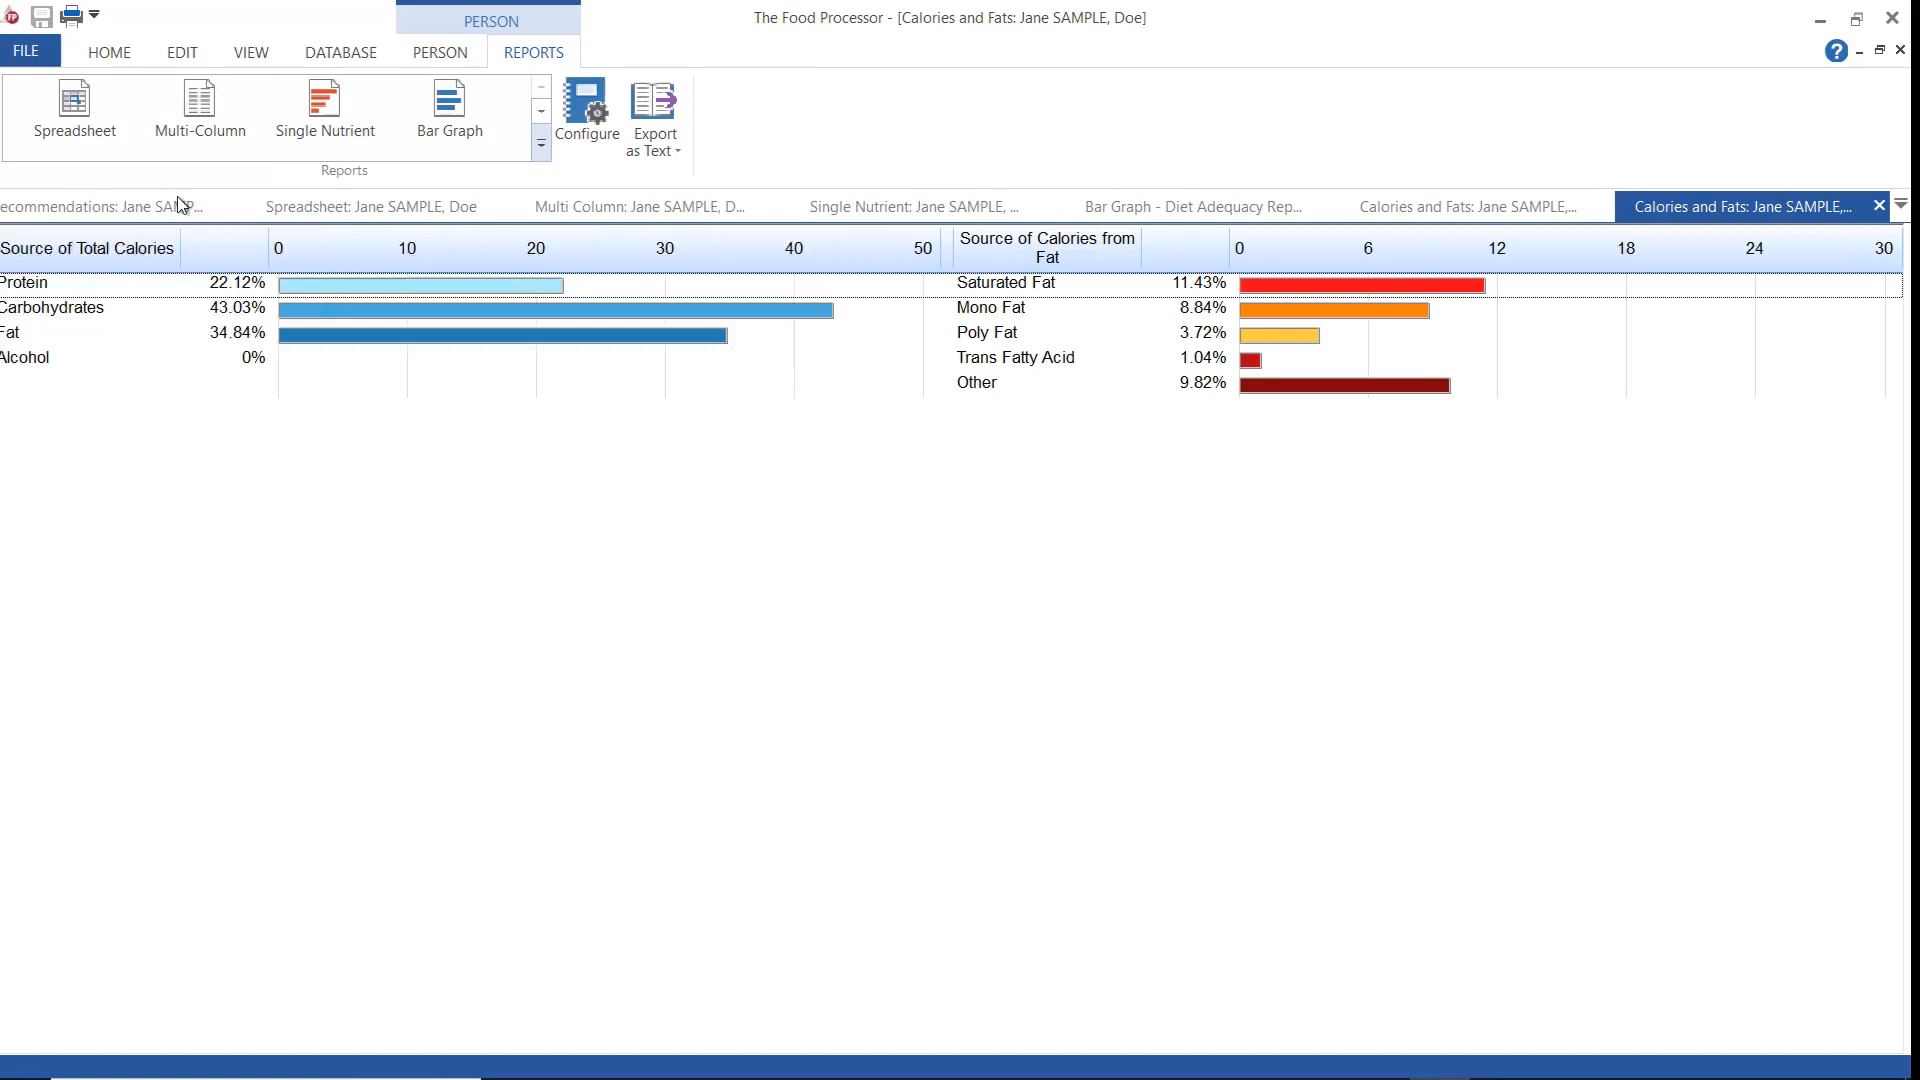 PERSON
The Food Processor - [Calories and Fats: Jane SAMPLE, Doe]
FILE HOME EDIT VIEW DATABASE PERSON REPORTS
?
Spreadsheet Multi-Column Single Nutrient Bar Graph Configure Export as Text
Reports
ecommendations: Jane SAMP... Spreadsheet: Jane SAMPLE, Doe Multi Column: Jane SAMPLE, D... Single Nutrient: Jane SAMPLE, ... Bar Graph - Diet Adequacy Rep... Calories and Fats: Jane SAMPLE,... Calories and Fats: Jane SAMPLE,...
Source of Total Calories 0 10 20 30 40 50 Source of Calories from Fat 0 6 12 18 24 30
Protein 22.12% Saturated Fat 11.43%
Carbohydrates 43.03% Mono Fat 8.84%
Fat 34.84% Poly Fat 3.72%
Alcohol 0% Trans Fatty Acid 1.04%
Other 9.82%